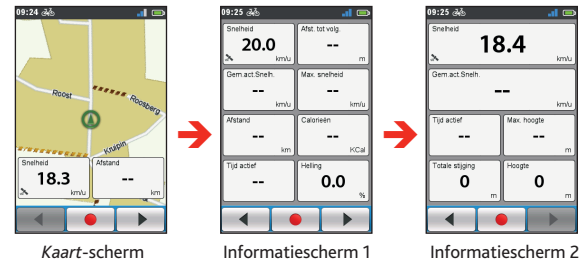 09:24
Roost
Roosberg
Kruipin
Snelheid
18.3
km/u
Afstand
--
km
Kaart-scherm
09:25
Snelheid
20.0
km/u
Afst. tot volg.
--
m
Gem.act.Snelh.
--
km/u
Max. snelheid
--
km/u
Afstand
--
km
Calorieën
--
KCal
Tijd actief
--
Helling
0.0
%
Informatiescherm 1
09:25
Snelheid
18.4
km/u
Gem.act.Snelh.
--
km/u
Tijd actief
--
Max. hoogte
--
m
Totale stijging
0
m
Hoogte
0
m
Informatiescherm 2